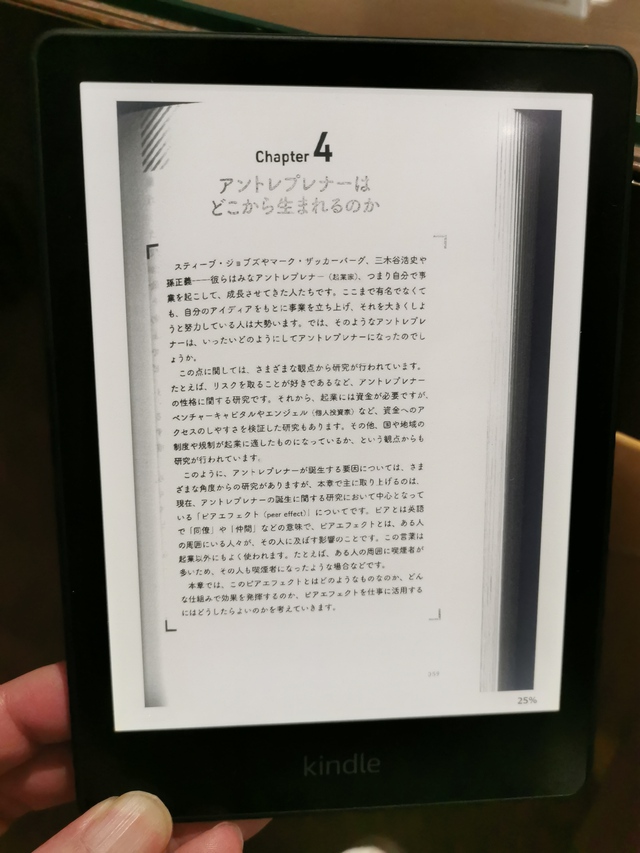 Chapter 4
アントレプレナーは
どこから生まれるのか
スティーブ・ジョブズやマーク・ザッカーバーグ、三木谷浩史や
孫正義――彼らはみなアントレプレナー（起業家）、つまり自分で事
業を起こして、成長させてきた人たちです。ここまで有名でなくて
も、自分のアイディアをもとに事業を立ち上げ、それを大きくしよ
うと努力している人は大勢います。では、そのようなアントレプレ
ナーは、いったいどのようにしてアントレプレナーになったのでし
ょうか。
この点に関しては、さまざまな観点から研究が行われています。
たとえば、リスクを取ることが好きであるなど、アントレプレナー
の性格に関する研究です。それから、起業には資金が必要ですが、
ベンチャーキャピタルやエンジェル（個人投資家）など、資金へのア
クセスのしやすさを検証した研究もあります。その他、国や地域の
制度や規制が起業に適したものになっているか、という観点からも
研究が行われています。
このように、アントレプレナーが誕生する要因については、さま
ざまな角度からの研究がありますが、本章で主に取り上げるのは、
現在、アントレプレナーの誕生に関する研究において中心となって
いる「ピアエフェクト（peer effect）」についてです。ピアとは英語
で「同僚」や「仲間」などの意味で、ピアエフェクトとは、ある人
の周囲にいる人々が、その人に及ぼす影響のことです。この言葉は
起業以外にもよく使われます。たとえば、ある人の周囲に喫煙者が
多いため、その人も喫煙者になったような場合などです。
本章では、このピアエフェクトとはどのようなものなのか、どん
な仕組みで効果を発揮するのか、ピアエフェクトを仕事に活用する
にはどうしたらよいのかを考えていきます。
25%
kindle